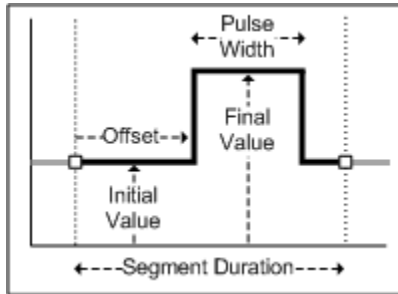 Pulse
Width
Offset
Final
Value
Initial
Value
Segment Duration